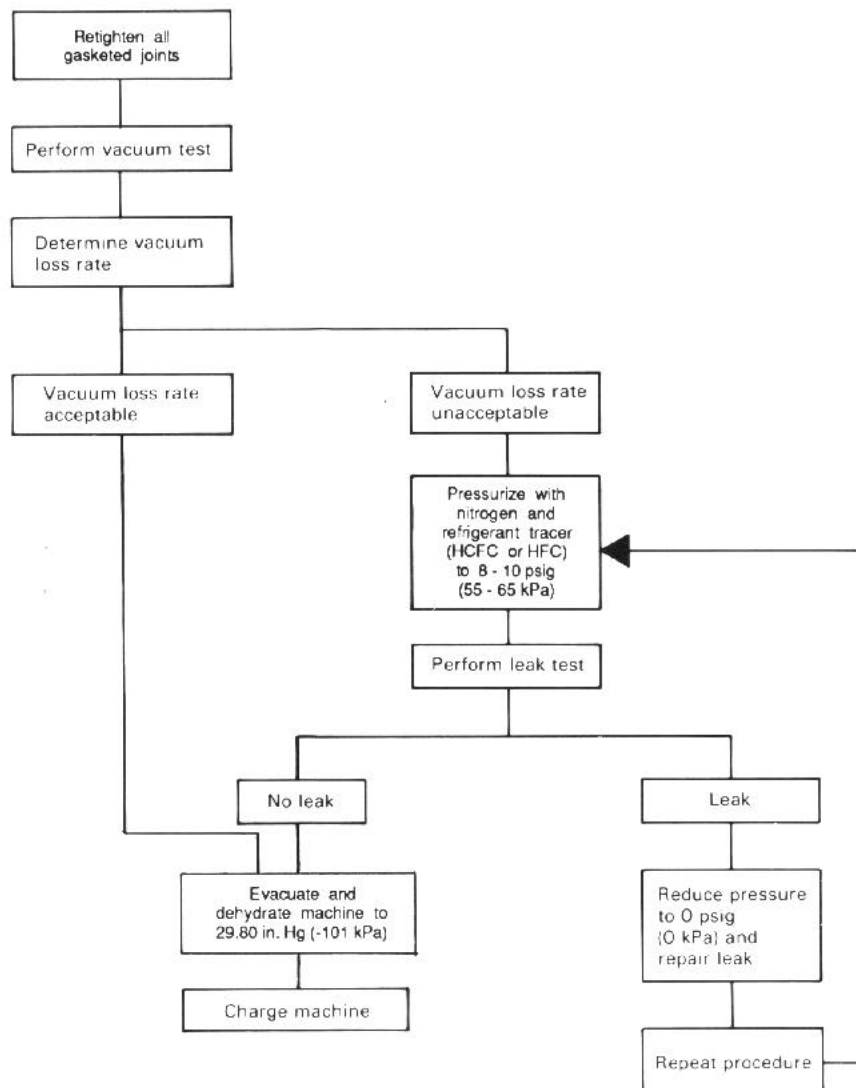 Retighten all
gasketed joints
Perform vacuum test
Determine vacuum
loss rate
Vacuum loss rate
acceptable
Vacuum loss rate
unacceptable
Pressurize with
nitrogen and
refrigerant tracer
(HCFC or HFC)
to 8 - 10 psig
(55 - 65 kPa)
Perform leak test
No leak
Leak
Evacuate and
dehydrate machine to
29.80 in. Hg (-101 kPa)
Reduce pressure
to 0 psig
(0 kPa) and
repair leak
Charge machine
Repeat procedure